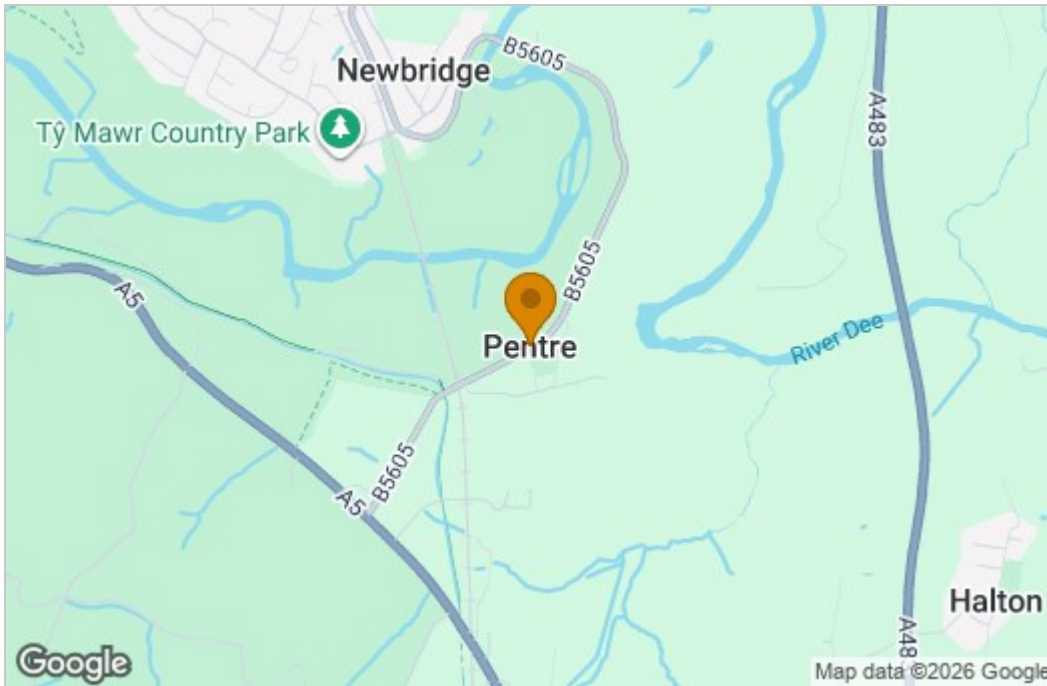 B5605
Newbridge
A483
Tŷ Mawr Country Park
B5605
A5
River Dee
Pentre
B5605
A5
Halton
A483
Google
Map data ©2026 Google